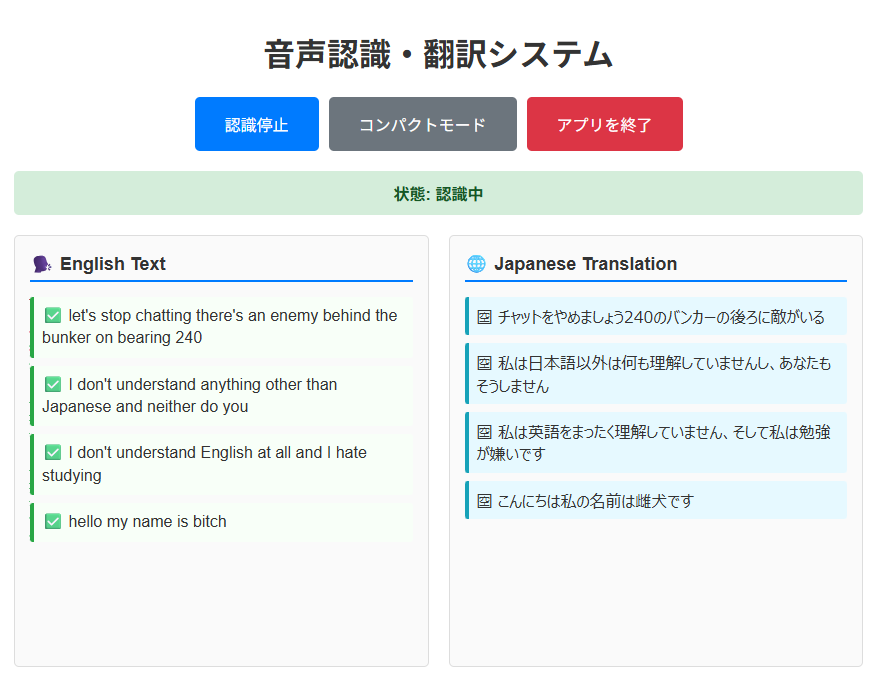 音声認識・翻訳システム
認識停止
コンパクトモード
アプリを終了
状態: 認識中
English Text
let's stop chatting there's an enemy behind the
bunker on bearing 240
I don't understand anything other than
Japanese and neither do you
I don't understand English at all and I hate
studying
hello my name is bitch
Japanese Translation
チャットをやめましょう240のバンカーの後ろに敵がいる
私は日本語以外は何も理解していませんし、あなたも
そうしません
私は英語をまったく理解していません、そして私は勉強
が嫌いです
こんにちは私の名前は雌犬です